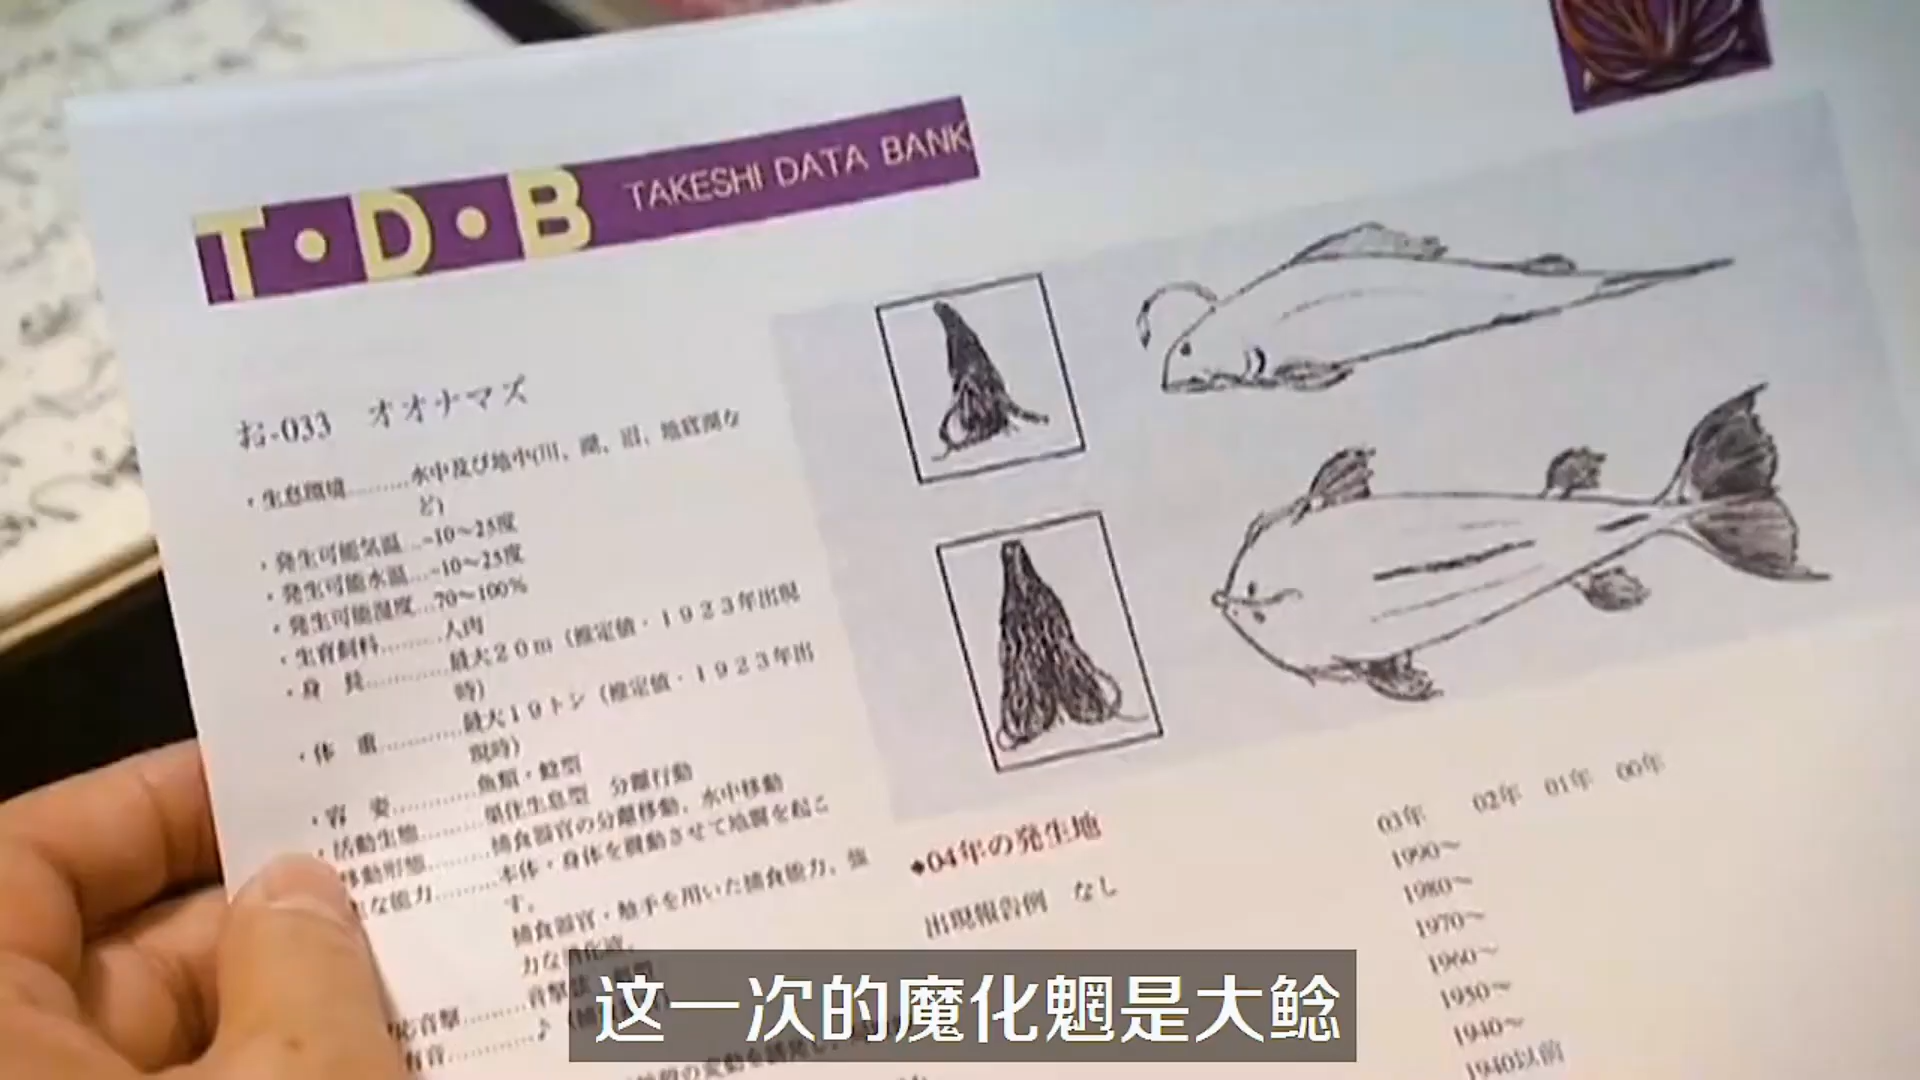 T・D・B TAKESHI DATA BANK
お-033 オオナマズ
・生息環境………水中及び地中(川、湖、沼、地底湖な
ど)
・発生可能気温…-10〜25度
・発生可能水温…-10〜25度
・発生可能湿度…70〜100%
・生育飼料………人肉
・身 長…………最大20m（推定値・1923年出現
時）
・体 重…………最大19トン（推定値・1923年出
現時）
・容 姿…………魚類・鯰型
・活動生態………巣住生息型 分離行動
移動形態………捕食器官の分離移動、水中移動
主な能力………本体・身体を震動させて地震を起こ
す。
捕食器官・触手を用いた捕食能力、強
力な消化液。
◆04年の発生地
出現報告例 なし
03年 02年 01年 00年
1990〜
1980〜
1970〜
1960〜
1950〜
1940〜
1940以前
这一次的魔化魍是大鲶